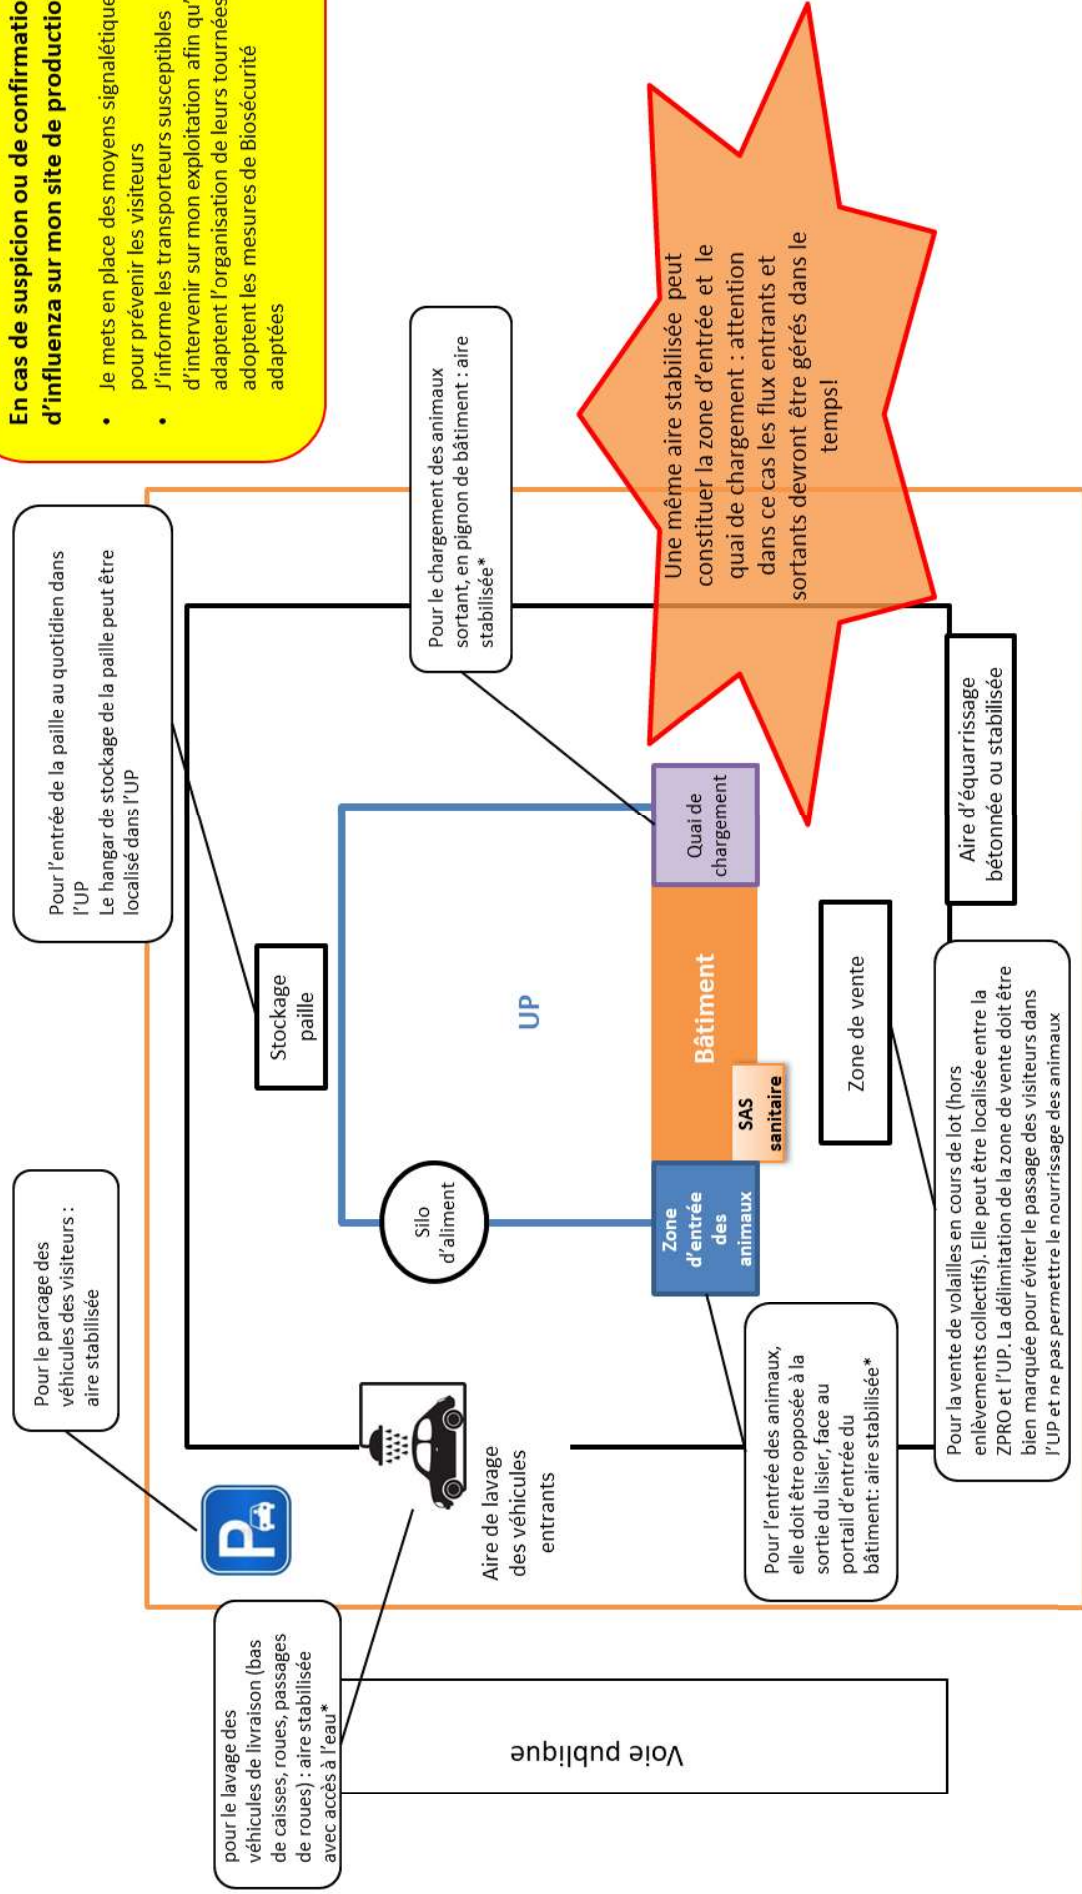 En cas de suspicion ou de confirmatio
d'influenza sur mon site de productio
• Je mets en place des moyens signalétique
pour prévenir les visiteurs
• J'informe les transporteurs susceptibles
d'intervenir sur mon exploitation afin qu'
adaptent l'organisation de leurs tournées
adoptent les mesures de Biosécurité
adaptées
Pour le parcage des
véhicules des visiteurs :
aire stabilisée
Pour l'entrée de la paille au quotidien dans
l'UP
Le hangar de stockage de la paille peut être
localisé dans l'UP
P
pour le lavage des
véhicules de livraison (bas
de caisses, roues, passages
de roues) : aire stabilisée
avec accès à l'eau*
Stockage
paille
Silo
d'aliment
Pour le chargement des animaux
sortant, en pignon de bâtiment : aire
stabilisée*
Aire de lavage
des véhicules
entrants
UP
Voie publique
Zone
d'entrée
des
animaux
Bâtiment
SAS
sanitaire
Quai de
chargement
Une même aire stabilisée peut
constituer la zone d'entrée et le
quai de chargement : attention
dans ce cas les flux entrants et
sortants devront être gérés dans le
temps!
Pour l'entrée des animaux,
elle doit être opposée à la
sortie du lisier, face au
portail d'entrée du
bâtiment: aire stabilisée*
Zone de vente
Aire d'équarrissage
bétonnée ou stabilisée
Pour la vente de volailles en cours de lot (hors
enlèvements collectifs). Elle peut être localisée entre la
ZPRO et l'UP. La délimitation de la zone de vente doit être
bien marquée pour éviter le passage des visiteurs dans
l'UP et ne pas permettre le nourrissage des animaux